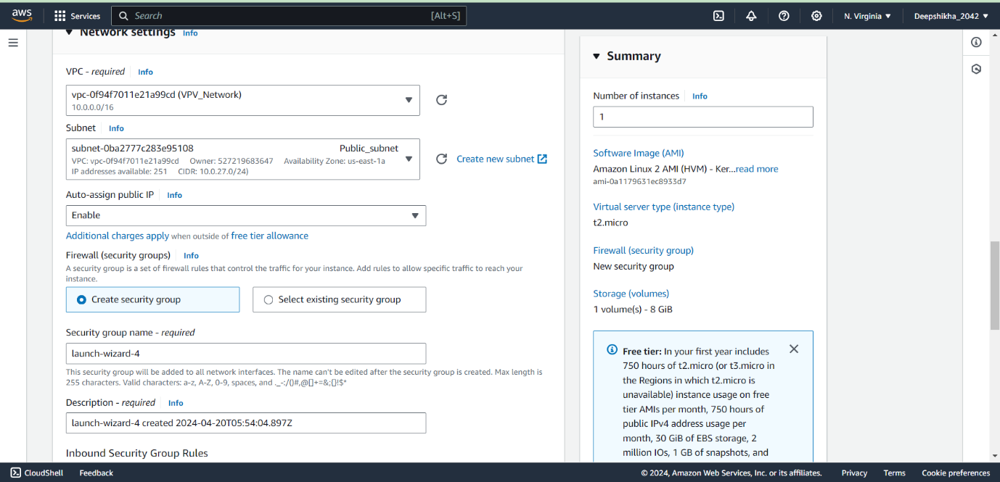 aws
Services
Search [Alt+S]
N. Virginia
Deepshikha_2042
Network settings Info
VPC - required Info
vpc-0f94f7011e21a99cd (VPV_Network)
10.0.0.0/16
Subnet Info
subnet-0ba2777c283e95108 Public_subnet
VPC: vpc-0f94f7011e21a99cd Owner: 527219683647 Availability Zone: us-east-1a
IP addresses available: 251 CIDR: 10.0.27.0/24)
Create new subnet
Auto-assign public IP Info
Enable
Additional charges apply when outside of free tier allowance
Firewall (security groups) Info
A security group is a set of firewall rules that control the traffic for your instance. Add rules to allow specific traffic to reach your
instance.
Create security group
Select existing security group
Security group name - required
launch-wizard-4
This security group will be added to all network interfaces. The name can't be edited after the security group is created. Max length is
255 characters. Valid characters: a-z, A-Z, 0-9, spaces, and ._-:/()#,@[]+=&;{}!$*
Description - required Info
launch-wizard-4 created 2024-04-20T05:54:04.897Z
Inbound Security Group Rules
Summary
Number of instances Info
1
Software Image (AMI)
Amazon Linux 2 AMI (HVM) - Ker...read more
ami-0a1179631ec8933d7
Virtual server type (instance type)
t2.micro
Firewall (security group)
New security group
Storage (volumes)
1 volume(s) - 8 GiB
Free tier: In your first year includes
750 hours of t2.micro (or t3.micro in
the Regions in which t2.micro is
unavailable) instance usage on free
tier AMIs per month, 750 hours of
public IPv4 address usage per
month, 30 GiB of EBS storage, 2
million IOs, 1 GB of snapshots, and
CloudShell
Feedback
© 2024, Amazon Web Services, Inc. or its affiliates.
Privacy
Terms
Cookie preferences